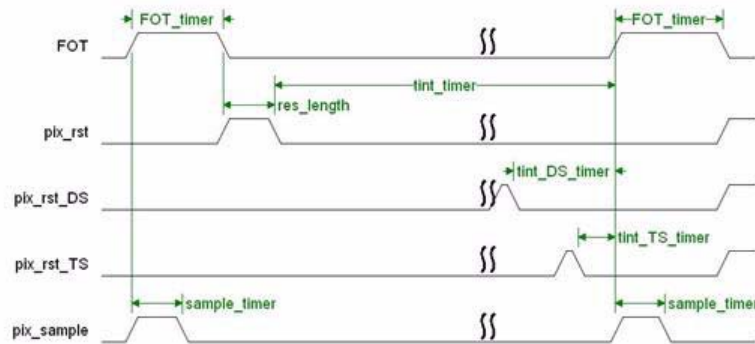 FOT_timer
FOT_timer
FOT
tint_timer
res_length
pix_rst
tint_DS_timer
pix_rst_DS
tint_TS_timer
pix_rst_TS
sample_timer
sample_timer
pix_sample